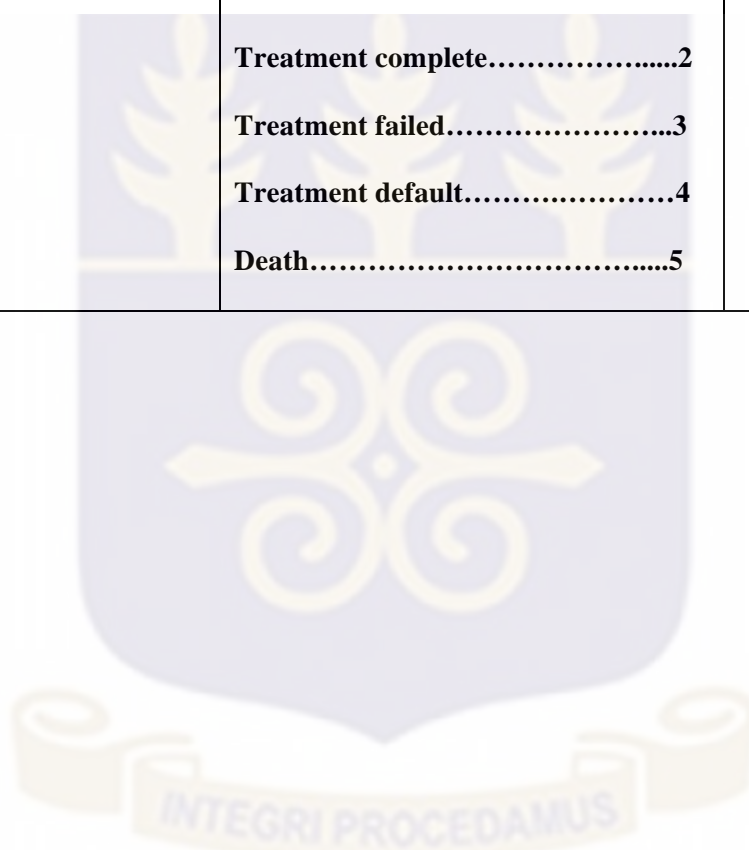 Treatment complete…………….....2
Treatment failed…………………...3
Treatment default……….…………4
Death…………………………….....5
INTEGRI PROCEDAMUS